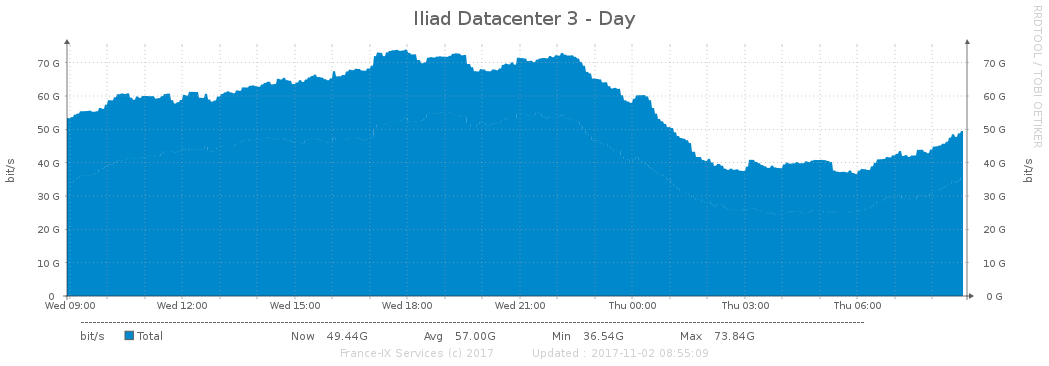 Iliad Datacenter 3 - Day
RRDTOOL / TOBI OETIKER
70 G 70 G
60 G 60 G
50 G 50 G
40 G 40 G
30 G 30 G
20 G 20 G
10 G 10 G
0 0 G
bit/s bit/s
Wed 09:00 Wed 12:00 Wed 15:00 Wed 18:00 Wed 21:00 Thu 00:00 Thu 03:00 Thu 06:00
bit/s Total Now 49.44G Avg 57.00G Min 36.54G Max 73.84G
France-IX Services (c) 2017 Updated : 2017-11-02 08:55:09